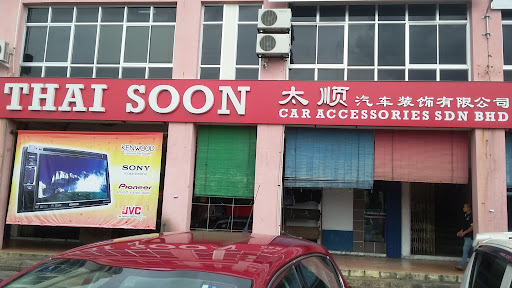 THAI SOON
太顺 汽车装饰有限公司
CAR ACCESSORIES SDN BHD
KENWOOD
SONY
Pioneer
JVC